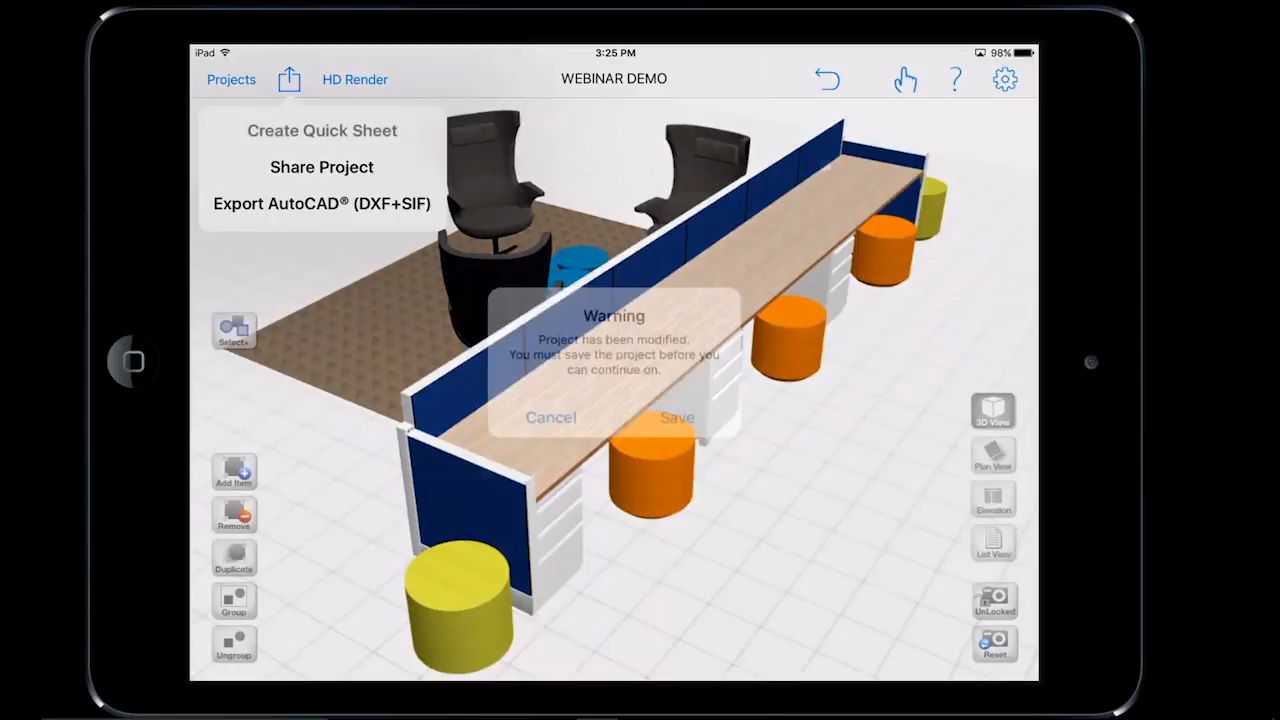 iPad
3:25 PM
98%
Projects
HD Render
WEBINAR DEMO
?
Create Quick Sheet
Share Project
Export AutoCAD® (DXF+SIF)
Warning
Project has been modified.
You must save the project before you
can continue on.
Cancel
Save
Select+
Add Item
Remove
Duplicate
Group
Ungroup
3D View
Plan View
Elevation
List View
UnLocked
Reset